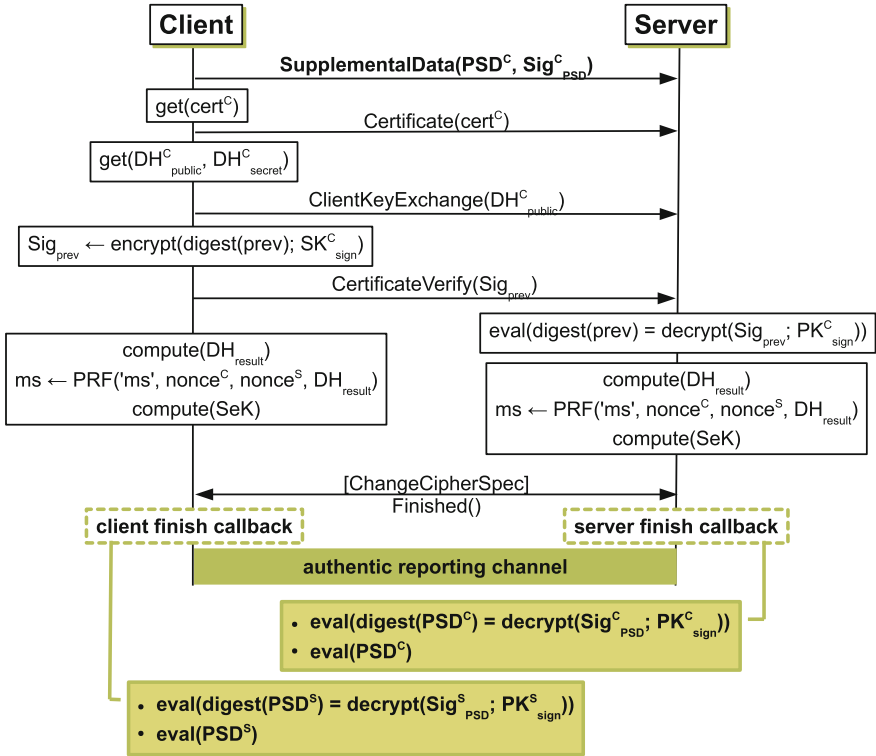 Client
Server
SupplementalData(PSD^C, Sig^C_PSD)
get(cert^C)
Certificate(cert^C)
get(DH^C_public, DH^C_secret)
ClientKeyExchange(DH^C_public)
Sig_prev ← encrypt(digest(prev); SK^C_sign)
CertificateVerify(Sig_prev)
eval(digest(prev) = decrypt(Sig_prev; PK^C_sign))
compute(DH_result)
ms ← PRF('ms', nonce^C, nonce^S, DH_result)
compute(SeK)
compute(DH_result)
ms ← PRF('ms', nonce^C, nonce^S, DH_result)
compute(SeK)
[ChangeCipherSpec]
Finished()
client finish callback
server finish callback
authentic reporting channel
• eval(digest(PSD^C) = decrypt(Sig^C_PSD; PK^C_sign))
• eval(PSD^C)
• eval(digest(PSD^S) = decrypt(Sig^S_PSD; PK^S_sign))
• eval(PSD^S)